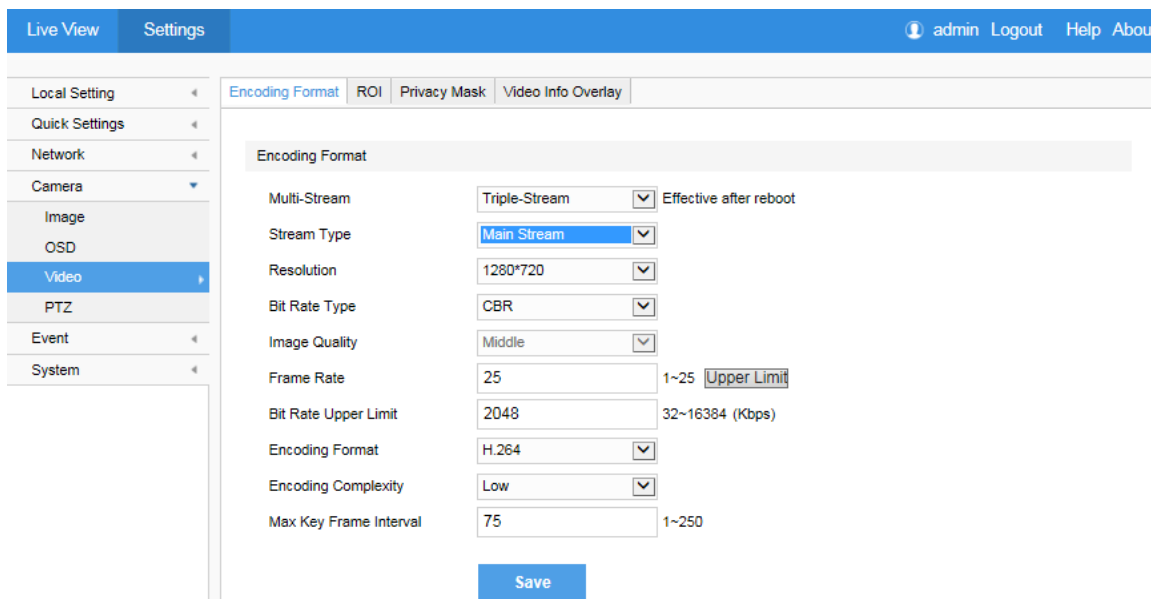 Live View Settings admin Logout Help Abou
Local Setting
Quick Settings
Network
Camera
Image
OSD
Video
PTZ
Event
System
Encoding Format ROI Privacy Mask Video Info Overlay
Encoding Format
Multi-Stream Triple-Stream Effective after reboot
Stream Type Main Stream
Resolution 1280*720
Bit Rate Type CBR
Image Quality Middle
Frame Rate 25 1~25 Upper Limit
Bit Rate Upper Limit 2048 32~16384 (Kbps)
Encoding Format H.264
Encoding Complexity Low
Max Key Frame Interval 75 1~250
Save